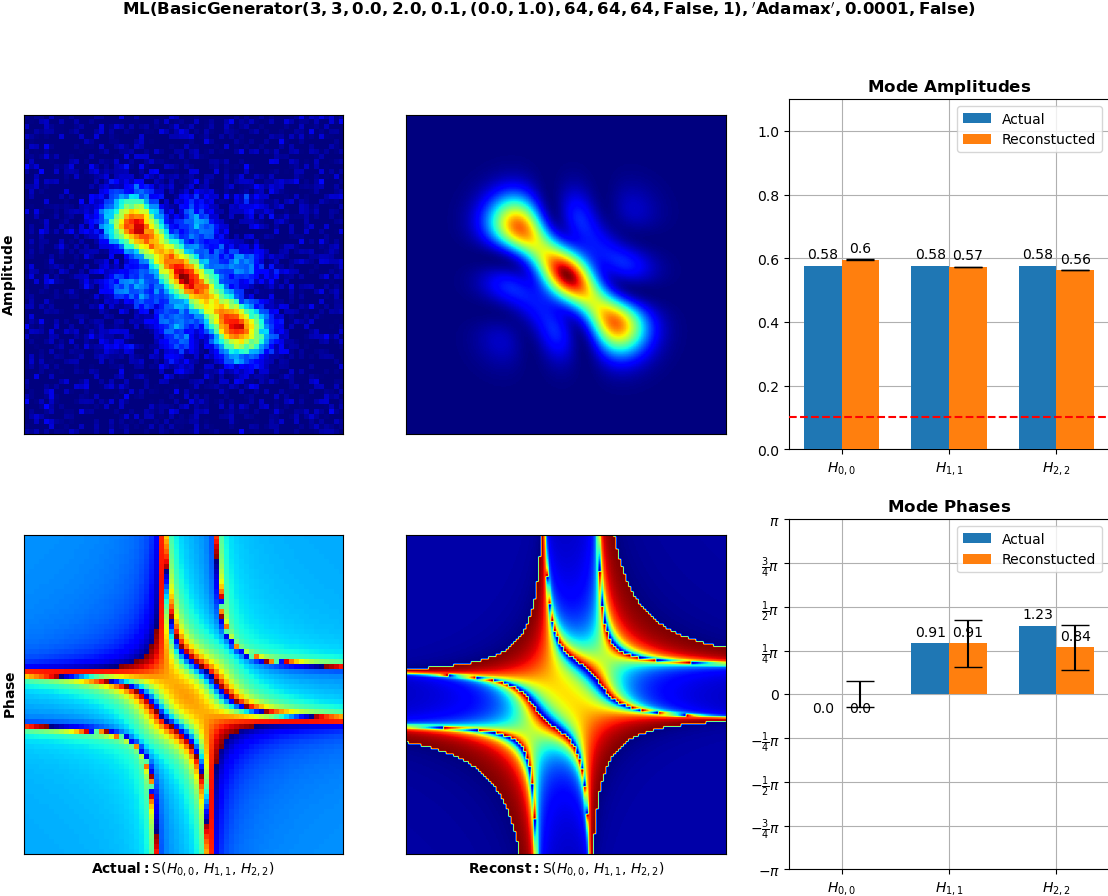 ML(BasicGenerator(3, 3, 0.0, 2.0, 0.1, (0.0, 1.0), 64, 64, 64, False, 1), ′Adamax′, 0.0001, False)
Amplitude
Mode Amplitudes
Actual
Reconstucted
1.0
0.8
0.6
0.4
0.2
0.0
0.58 0.6 0.58 0.57 0.58 0.56
H0,0 H1,1 H2,2
Phase
Actual: S(H0,0, H1,1, H2,2)
Reconst: S(H0,0, H1,1, H2,2)
Mode Phases
Actual
Reconstucted
π
3/4π
1/2π
1/4π
0
−1/4π
−1/2π
−3/4π
−π
0.0 0.0 0.91 0.91 1.23 0.84
H0,0 H1,1 H2,2